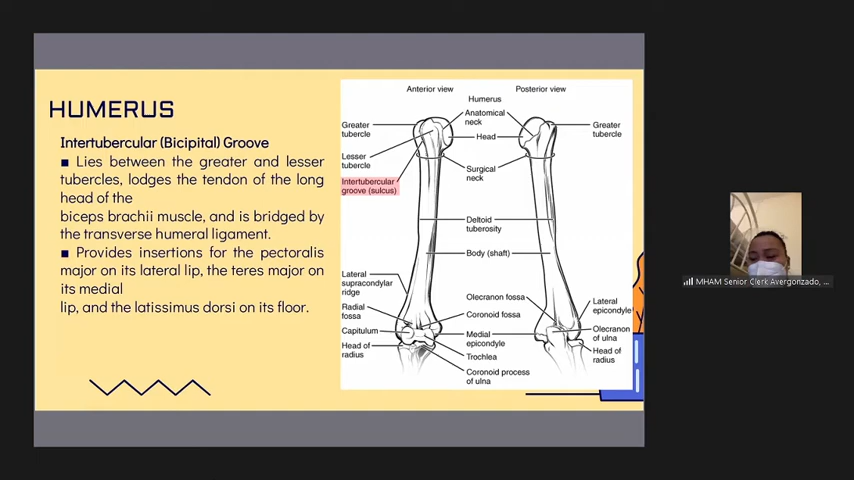 HUMERUS
Intertubercular (Bicipital) Groove
■ Lies between the greater and lesser
tubercles, lodges the tendon of the long
head of the
biceps brachii muscle, and is bridged by
the transverse humeral ligament.
■ Provides insertions for the pectoralis
major on its lateral lip, the teres major on
its medial
lip, and the latissimus dorsi on its floor.
Anterior view
Posterior view
Humerus
Greater
tubercle
Anatomical
neck
Head
Greater
tubercle
Lesser
tubercle
Intertubercular
groove (sulcus)
Surgical
neck
Deltoid
tuberosity
Body (shaft)
Lateral
supracondylar
ridge
Radial
fossa
Capitulum
Head of
radius
Olecranon fossa
Coronoid fossa
Medial
epicondyle
Trochlea
Coronoid process
of ulna
Lateral
epicondyle
Olecranon
of ulna
Head of
radius
MHAM Senior Clerk Avergonzado, ...